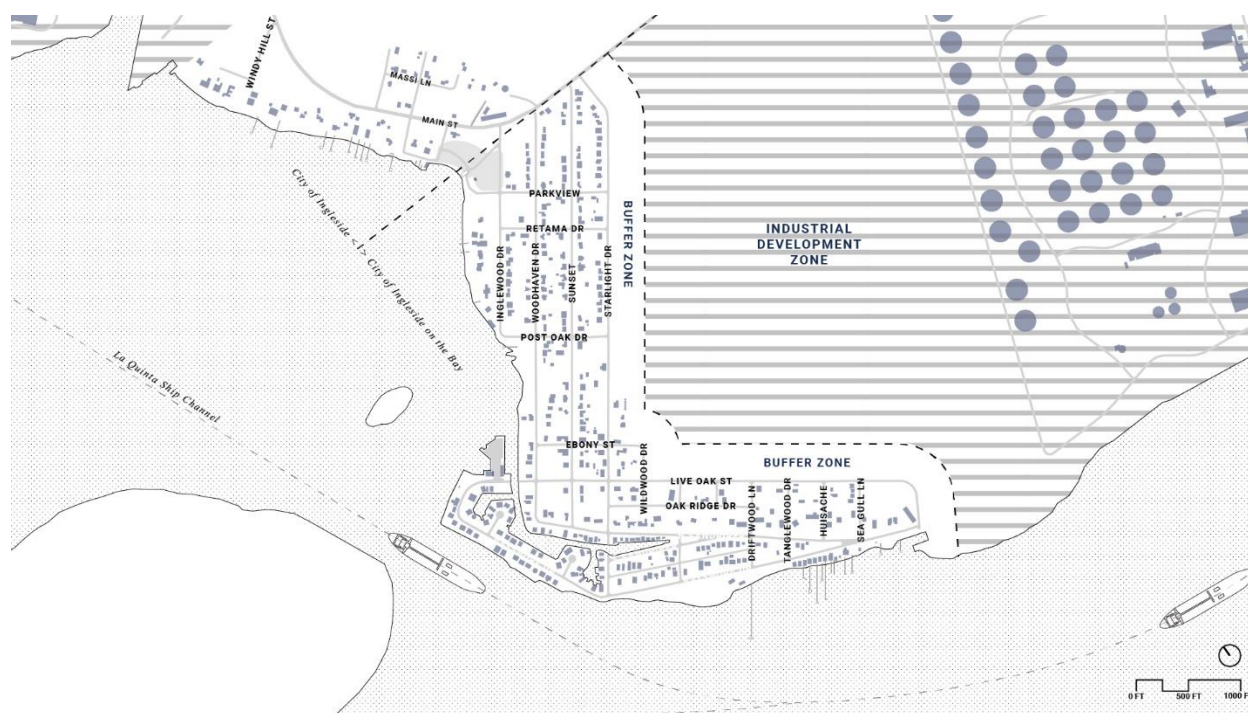 WINDY HILL ST
MASSI LN
MAIN ST
PARKVIEW
RETAMA DR
INGLEWOOD DR
WOODHAVEN DR
SUNSET
STARLIGHT DR
BUFFER ZONE
INDUSTRIAL
DEVELOPMENT
ZONE
City of Ingleside <|> City of Ingleside on the Bay
POST OAK DR
La Quinta Ship Channel
EBONY ST
WILDWOOD DR
BUFFER ZONE
LIVE OAK ST
OAK RIDGE DR
DRIFTWOOD LN
TANGLEWOOD DR
HUISACHE
SEA GULL LN
0 FT 500 FT 1000 F